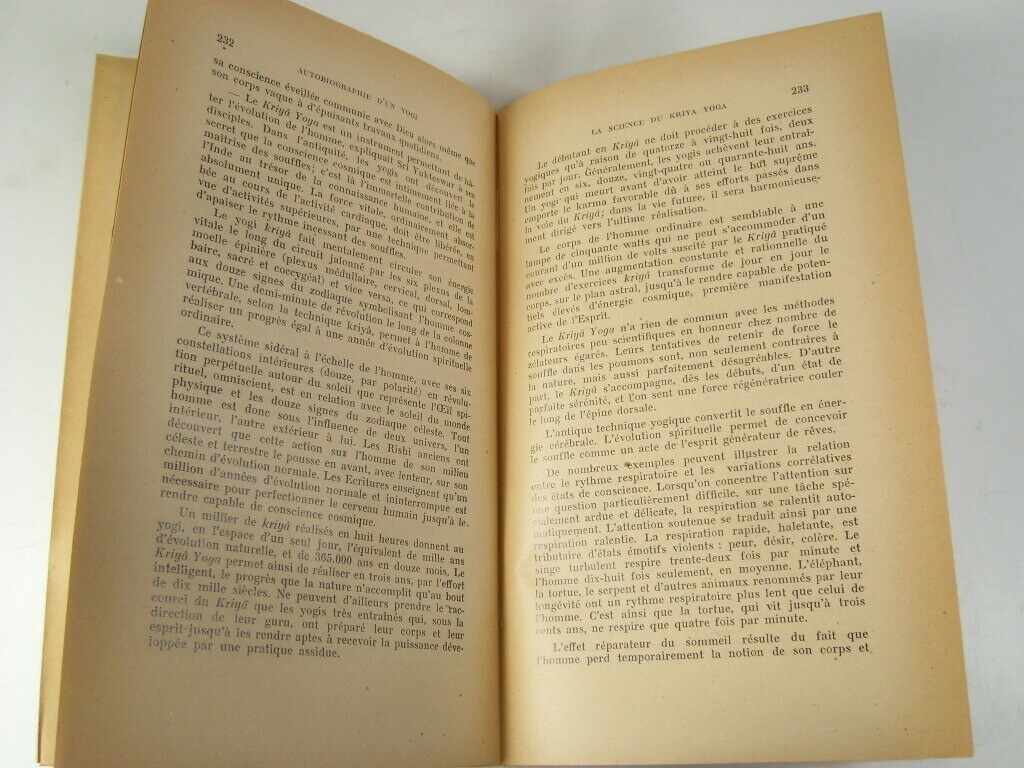 232
AUTOBIOGRAPHIE D'UN YOGI
sa conscience éveillée communie avec Dieu alors même que
son corps vaque à d'épuisants travaux quotidiens.
— Le Kriyâ Yoga est un instrument permettant de hâ-
ter l'évolution de l'homme, expliquait Sri Yukteswar à ses
disciples. Dans l'antiquité, les yogis ont découvert le
secret que la conscience cosmique est intimement liée à la
maîtrise des souffles; c'est là l'immortelle contribution de
l'Inde au trésor de la connaissance humaine, et elle est
absolument unique. La force vitale, ordinairement absor-
bée au cours de l'activité cardiaque, doit être libérée, en
vue d'activités supérieures, par une technique permettant
d'apaiser le rythme incessant des souffles.
Le yogi kriyâ fait mentalement circuler son énergie
vitale le long du circuit jalonné par les six plexus de la
moelle épinière (plexus médullaire, cervical, dorsal, lom-
baire, sacré et coccygéal) et vice versa, ce qui correspond
aux douze signes du zodiaque symbolisant l'homme cos-
mique. Une demi-minute de révolution le long de la colonne
vertébrale, selon la technique kriyâ, permet à l'homme de
réaliser un progrès égal à une année d'évolution spirituelle
ordinaire.
Ce système sidéral à l'échelle de l'homme, avec ses six
constellations intérieures (douze, par polarité) en révolu-
tion perpétuelle autour du soleil que représente l'Œil spi-
rituel, omniscient, est en relation avec le soleil du monde
physique et les douze signes du zodiaque céleste. Tout
homme est donc sous l'influence de deux univers, l'un
intérieur, l'autre extérieur à lui. Les Rishi anciens ont
découvert que cette action sur l'homme de son milieu
céleste et terrestre le pousse en avant, avec lenteur, sur son
chemin d'évolution normale. Les Ecritures enseignent qu'un
million d'années d'évolution normale et ininterrompue est
nécessaire pour perfectionner le cerveau humain jusqu'à le
rendre capable de conscience cosmique.
Un millier de kriyâ réalisés en huit heures donnent au
yogi, en l'espace d'un seul jour, l'équivalent de mille ans
d'évolution naturelle, et de 365.000 ans en douze mois. Le
Kriyâ Yoga permet ainsi de réaliser en trois ans, par l'effort
intelligent, le progrès que la nature n'accomplit qu'au bout
de dix mille siècles. Ne peuvent d'ailleurs prendre le rac-
courci du Kriyâ que les yogis très entraînés qui, sous la
direction de leur guru, ont préparé leur corps et leur
esprit jusqu'à les rendre aptes à recevoir la puissance déve-
loppée par une pratique assidue.
LA SCIENCE DU KRIYA YOGA
233
Le débutant en Kriyâ ne doit procéder à des exercices
yogiques qu'à raison de quatorze à vingt-huit fois, deux
fois par jour. Généralement, les yogis achèvent leur entraî-
nement en six, douze, vingt-quatre ou quarante-huit ans.
Un yogi qui meurt avant d'avoir atteint le but suprême
emporte le karma favorable dû à ses efforts passés dans
la voie du Kriyâ; dans la vie future, il sera harmonieuse-
ment dirigé vers l'ultime réalisation.
Le corps de l'homme ordinaire est semblable à une
lampe de cinquante watts qui ne peut s'accommoder d'un
courant d'un million de volts suscité par le Kriyâ pratiqué
avec excès. Une augmentation constante et rationnelle du
nombre d'exercices kriyâ transforme de jour en jour le
corps, sur le plan astral, jusqu'à le rendre capable de poten-
tiels élevés d'énergie cosmique, première manifestation
active de l'Esprit.
Le Kriyâ Yoga n'a rien de commun avec les méthodes
respiratoires peu scientifiques en honneur chez nombre de
zélateurs égarés. Leurs tentatives de retenir de force le
souffle dans les poumons sont, non seulement contraires à
la nature, mais aussi parfaitement désagréables. D'autre
part, le Kriyâ s'accompagne, dès les débuts, d'un état de
parfaite sérénité, et l'on sent une force régénératrice couler
le long de l'épine dorsale.
L'antique technique yogique convertit le souffle en éner-
gie cérébrale. L'évolution spirituelle permet de concevoir
le souffle comme un acte de l'esprit générateur de rêves.
De nombreux exemples peuvent illustrer la relation
entre le rythme respiratoire et les variations corrélatives
des états de conscience. Lorsqu'on concentre l'attention sur
une question particulièrement difficile, sur une tâche spé-
cialement ardue et délicate, la respiration se ralentit auto-
matiquement. L'attention soutenue se traduit ainsi par une
respiration ralentie. La respiration rapide, haletante, est
tributaire d'états émotifs violents : peur, désir, colère. Le
singe turbulent respire trente-deux fois par minute et
l'homme dix-huit fois seulement, en moyenne. L'éléphant,
la tortue, le serpent et d'autres animaux renommés par leur
longévité ont un rythme respiratoire plus lent que celui de
l'homme. C'est ainsi que la tortue, qui vit jusqu'à trois
cents ans, ne respire que quatre fois par minute.
L'effet réparateur du sommeil résulte du fait que
l'homme perd temporairement la notion de son corps et